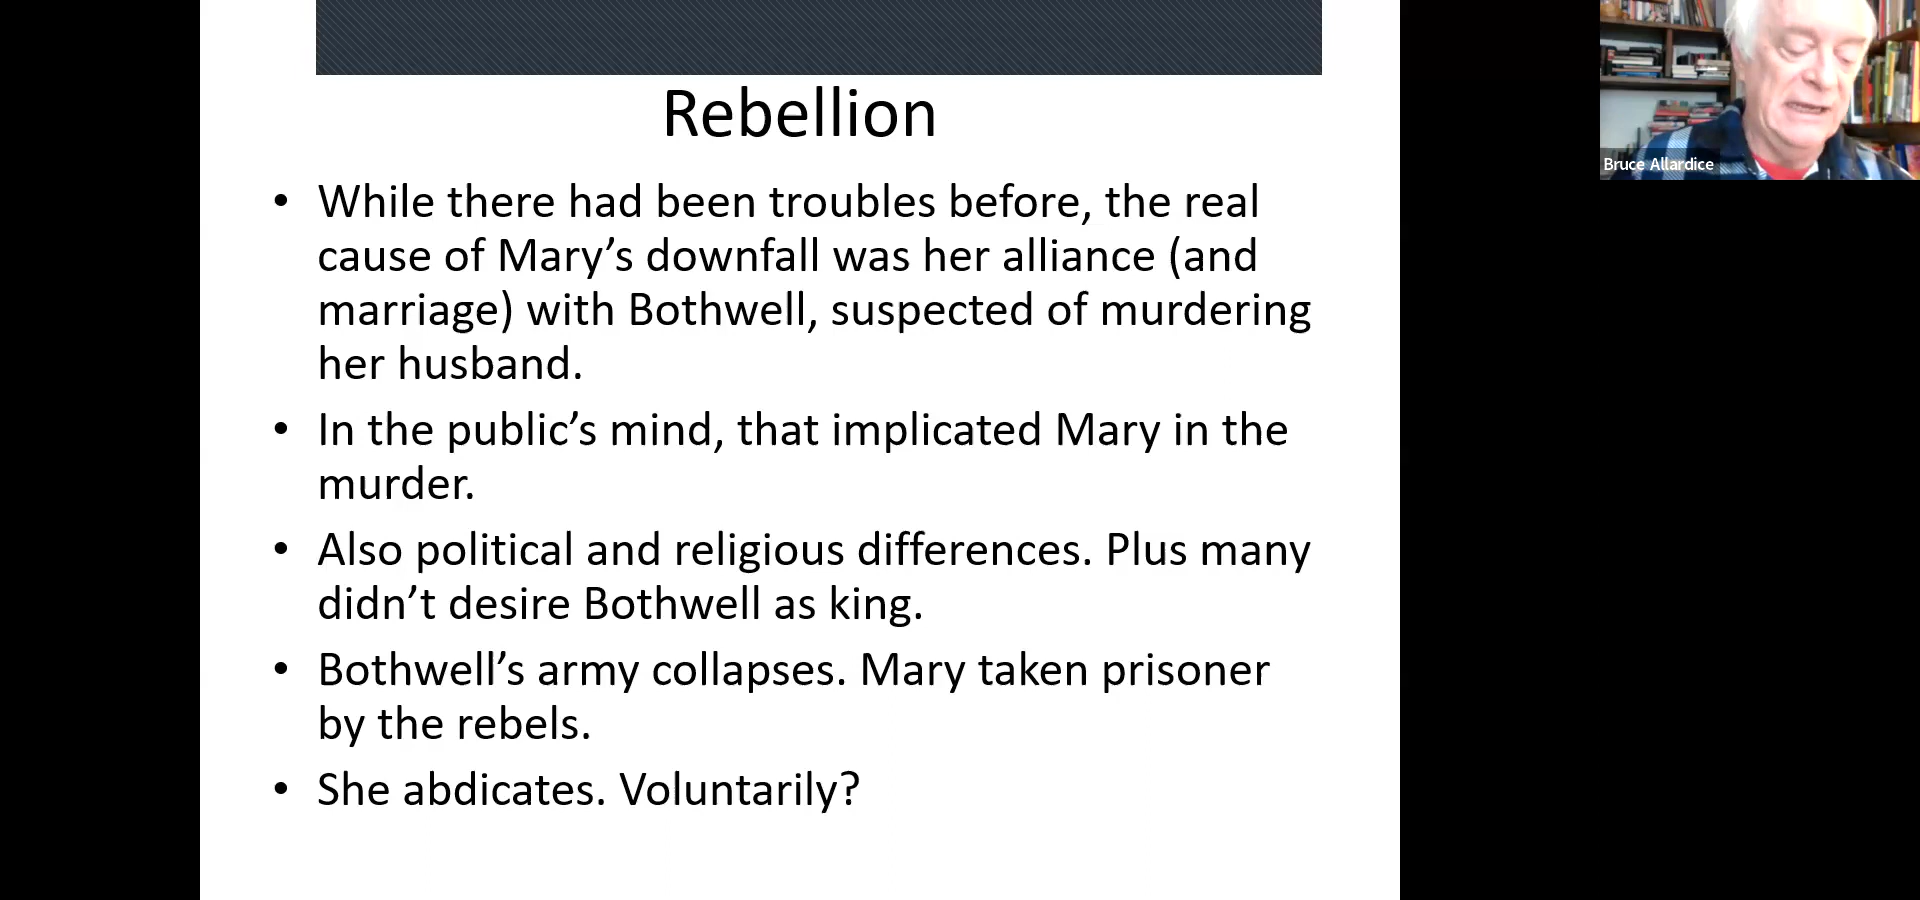 Rebellion
• While there had been troubles before, the real
cause of Mary’s downfall was her alliance (and
marriage) with Bothwell, suspected of murdering
her husband.
• In the public’s mind, that implicated Mary in the
murder.
• Also political and religious differences. Plus many
didn’t desire Bothwell as king.
• Bothwell’s army collapses. Mary taken prisoner
by the rebels.
• She abdicates. Voluntarily?
Bruce Allardice